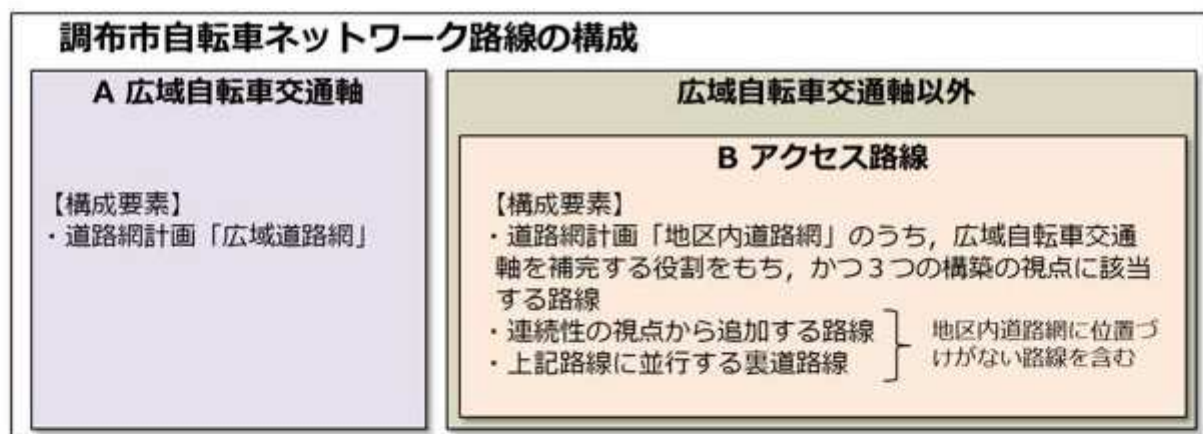 調布市自転車ネットワーク路線の構成
A 広域自転車交通軸
【構成要素】
・道路網計画「広域道路網」
広域自転車交通軸以外
B アクセス路線
【構成要素】
・道路網計画「地区内道路網」のうち，広域自転車交通
軸を補完する役割をもち，かつ３つの構築の視点に該当
する路線
・連続性の視点から追加する路線
・上記路線に並行する裏道路線
地区内道路網に位置づ
けがない路線を含む